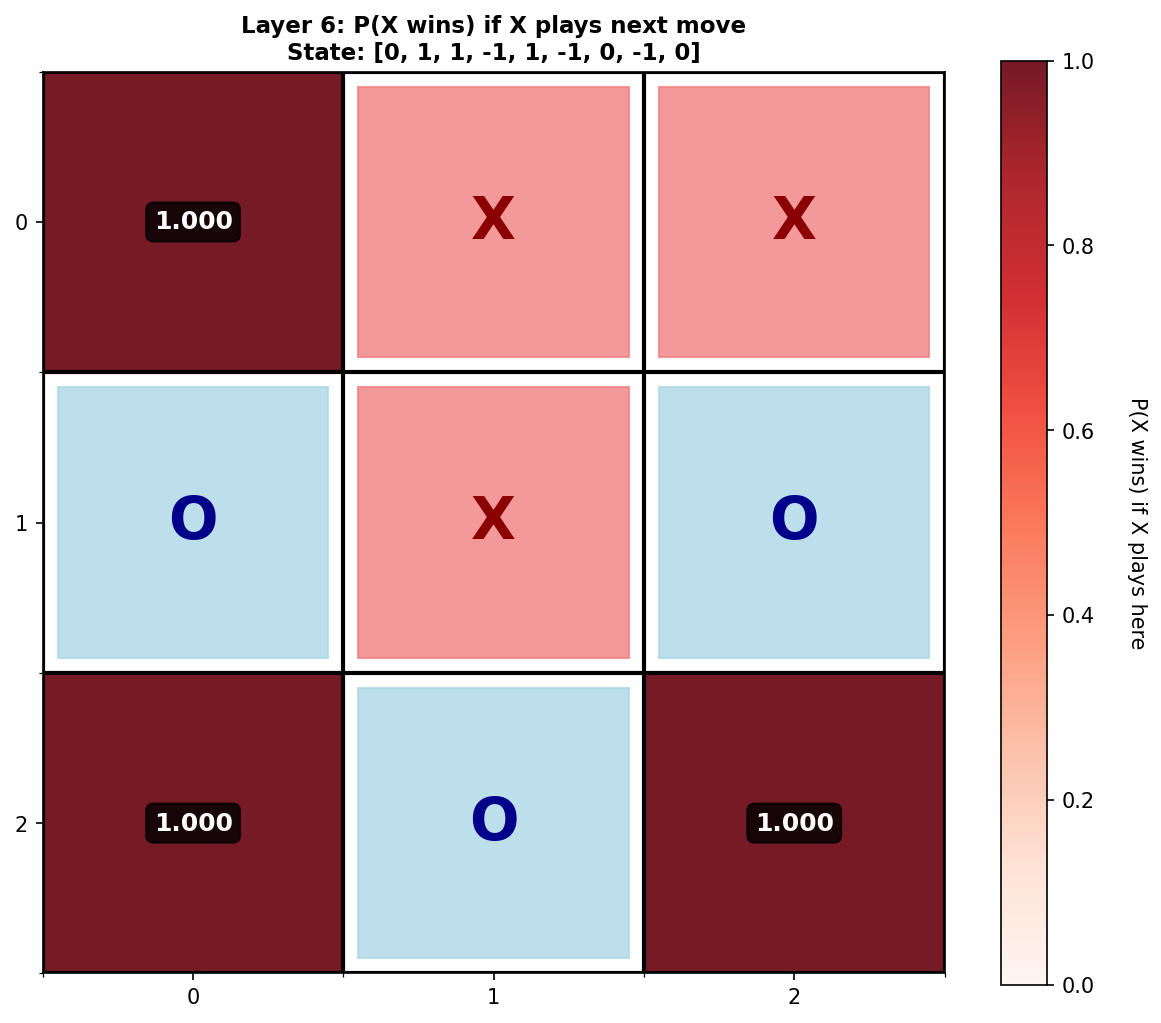 Layer 6: P(X wins) if X plays next move
State: [0, 1, 1, -1, 1, -1, 0, -1, 0]
0
1.000
X
X
1
O
X
O
2
1.000
O
1.000
0
1
2
1.0
0.8
0.6
0.4
0.2
0.0
P(X wins) if X plays here